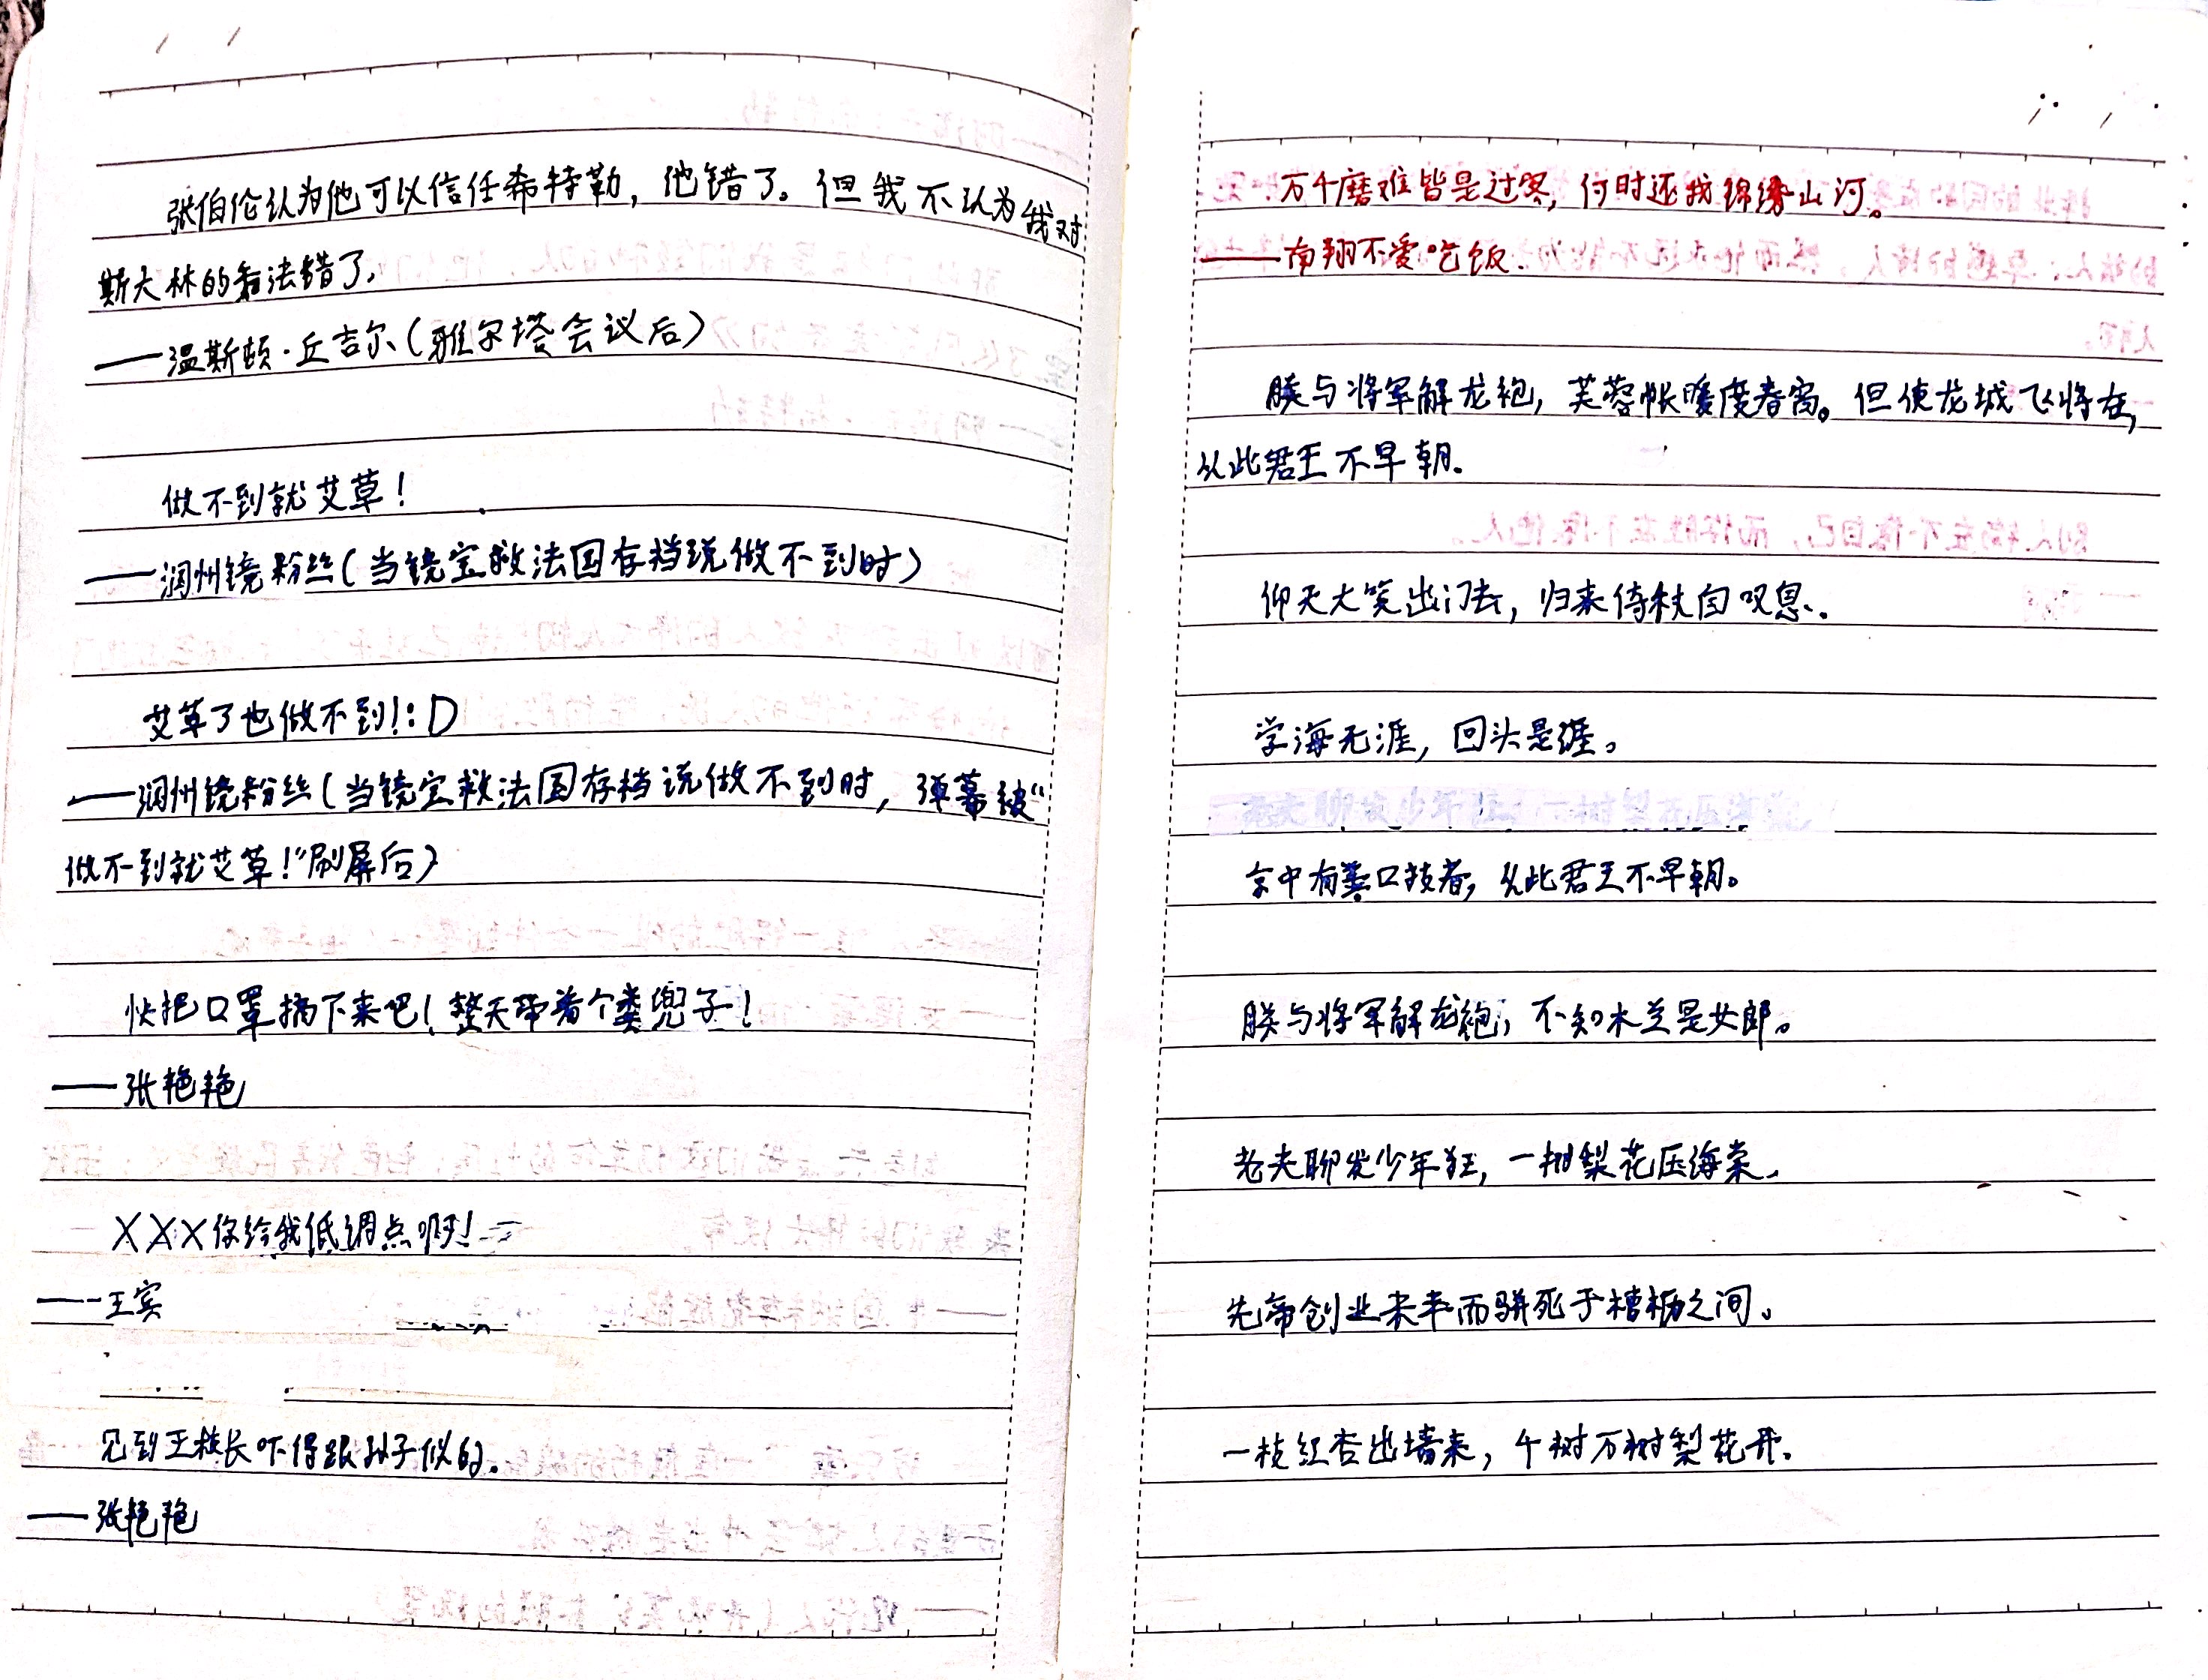 张伯伦认为他可以信任希特勒，他错了。但我不认为我对
斯大林的看法错了。
——温斯顿·丘吉尔（雅尔塔会议后）
做不到就艾草！
——润州镜粉丝（当镜宝救法国存档说做不到时）
艾草了也做不到！:D
——润州镜粉丝（当镜宝救法国存档说做不到时，弹幕被“
做不到就艾草！”刷屏后）
快把口罩摘下来吧！整天带着个粪兜子！
——张艳艳
XXX你给我低调点啊！
——王宾
见到王校长吓得跟孙子似的。
——张艳艳
万千磨难皆是过客，何时还我锦绣山河。
——南翔不爱吃饭.
朕与将军解龙袍，芙蓉帐暖度春宵。但使龙城飞将在，
从此君王不早朝.
仰天大笑出门去，归来倚杖自叹息.
学海无涯，回头是涯。
京中有善口技者，从此君王不早朝。
朕与将军解龙袍，不知木兰是女郎。
老夫聊发少年狂，一树梨花压海棠.
先帝创业未半而骈死于槽枥之间。
一枝红杏出墙来，千树万树梨花开.